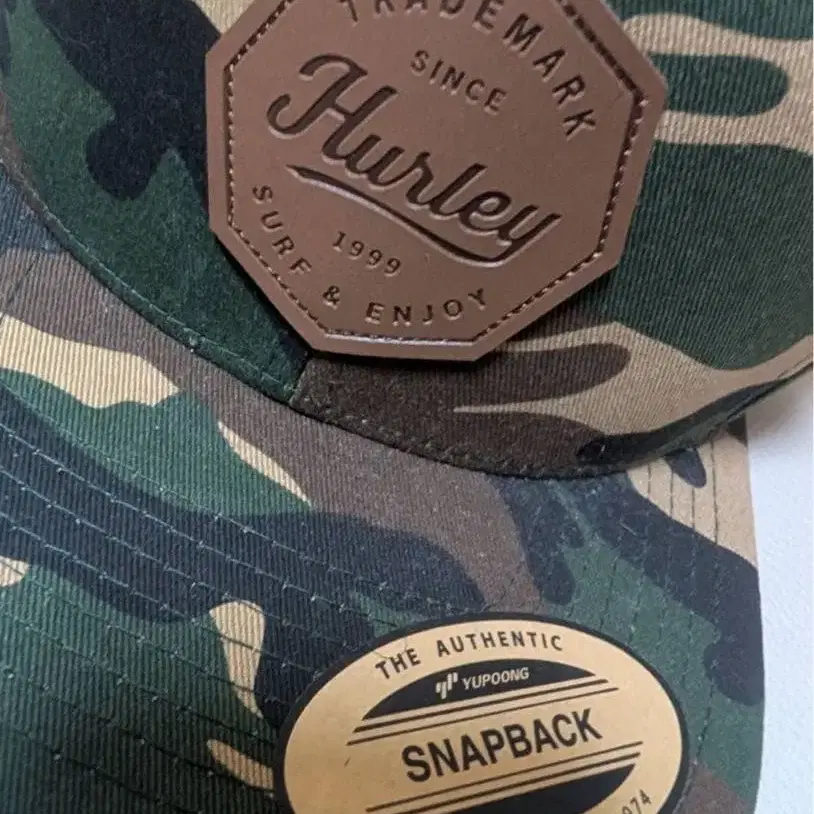 TRADEMARK
SINCE
Hurley
1999
SURF & ENJOY
THE AUTHENTIC
YUPOONG
SNAPBACK